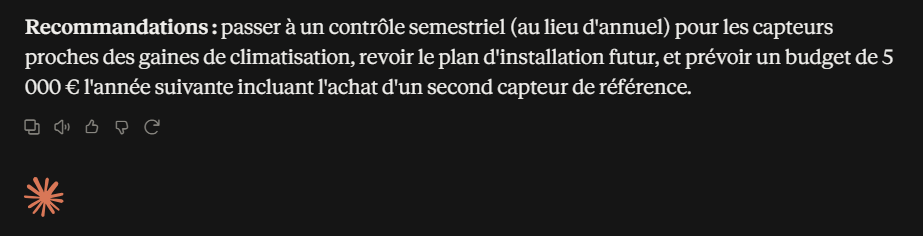 Recommandations : passer à un contrôle semestriel (au lieu d'annuel) pour les capteurs
proches des gaines de climatisation, revoir le plan d'installation futur, et prévoir un budget de 5
000 € l'année suivante incluant l'achat d'un second capteur de référence.